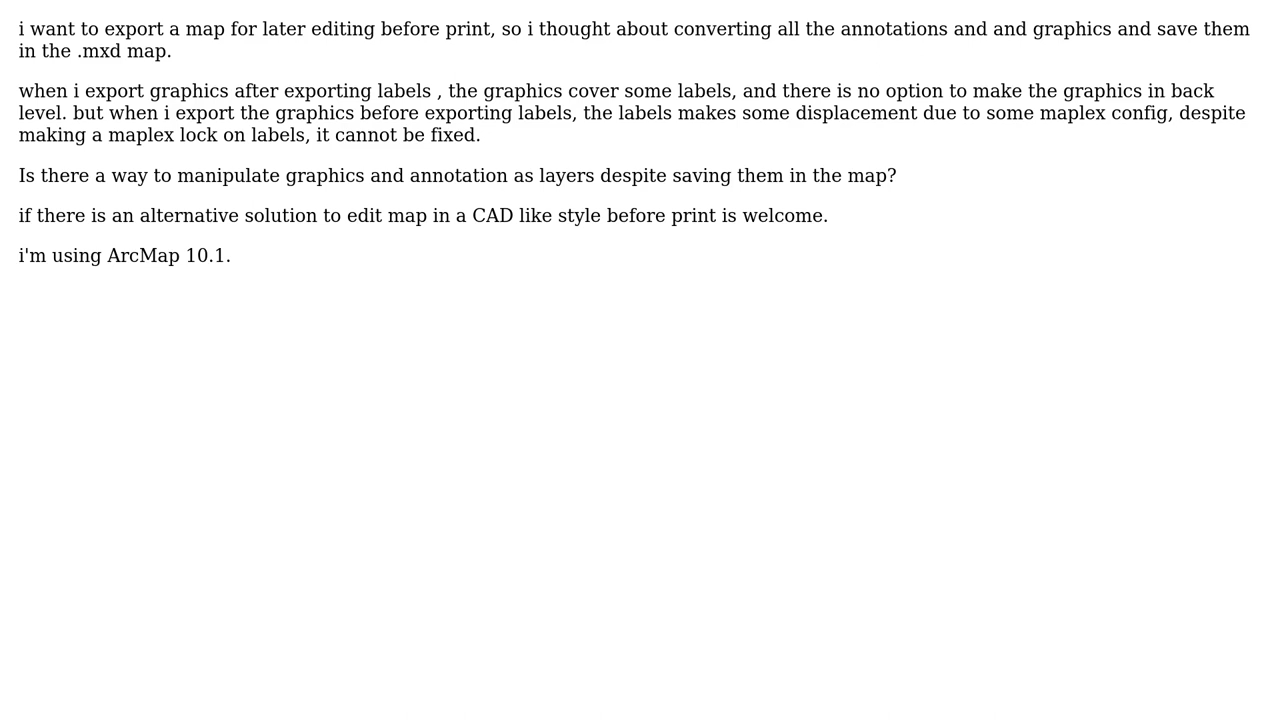 i want to export a map for later editing before print, so i thought about converting all the annotations and and graphics and save them
in the .mxd map.
when i export graphics after exporting labels , the graphics cover some labels, and there is no option to make the graphics in back
level. but when i export the graphics before exporting labels, the labels makes some displacement due to some maplex config, despite
making a maplex lock on labels, it cannot be fixed.
Is there a way to manipulate graphics and annotation as layers despite saving them in the map?
if there is an alternative solution to edit map in a CAD like style before print is welcome.
i'm using ArcMap 10.1.